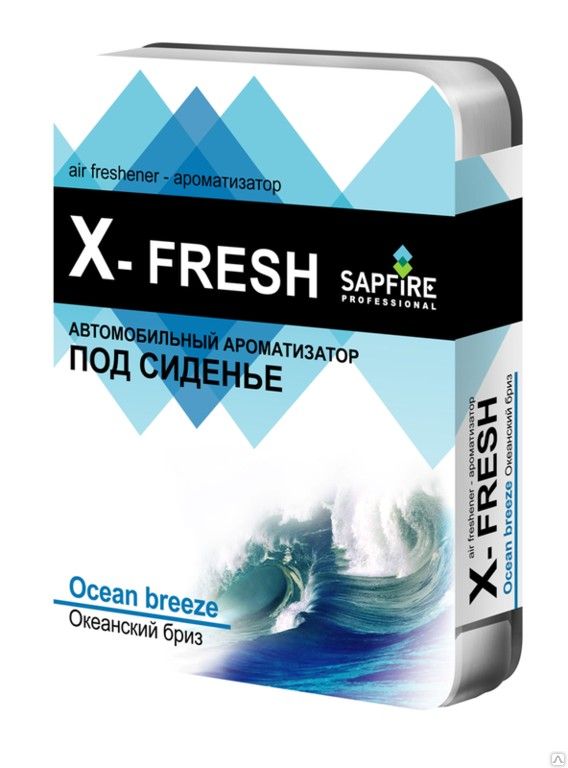 air freshener - ароматизатор
X- FRESH
SAPFIRE
PROFESSIONAL
АВТОМОБИЛЬНЫЙ АРОМАТИЗАТОР
ПОД СИДЕНЬЕ
Ocean breeze
Океанский бриз
air freshener - ароматизатор
X- FRESH
Ocean breeze Океанский бриз